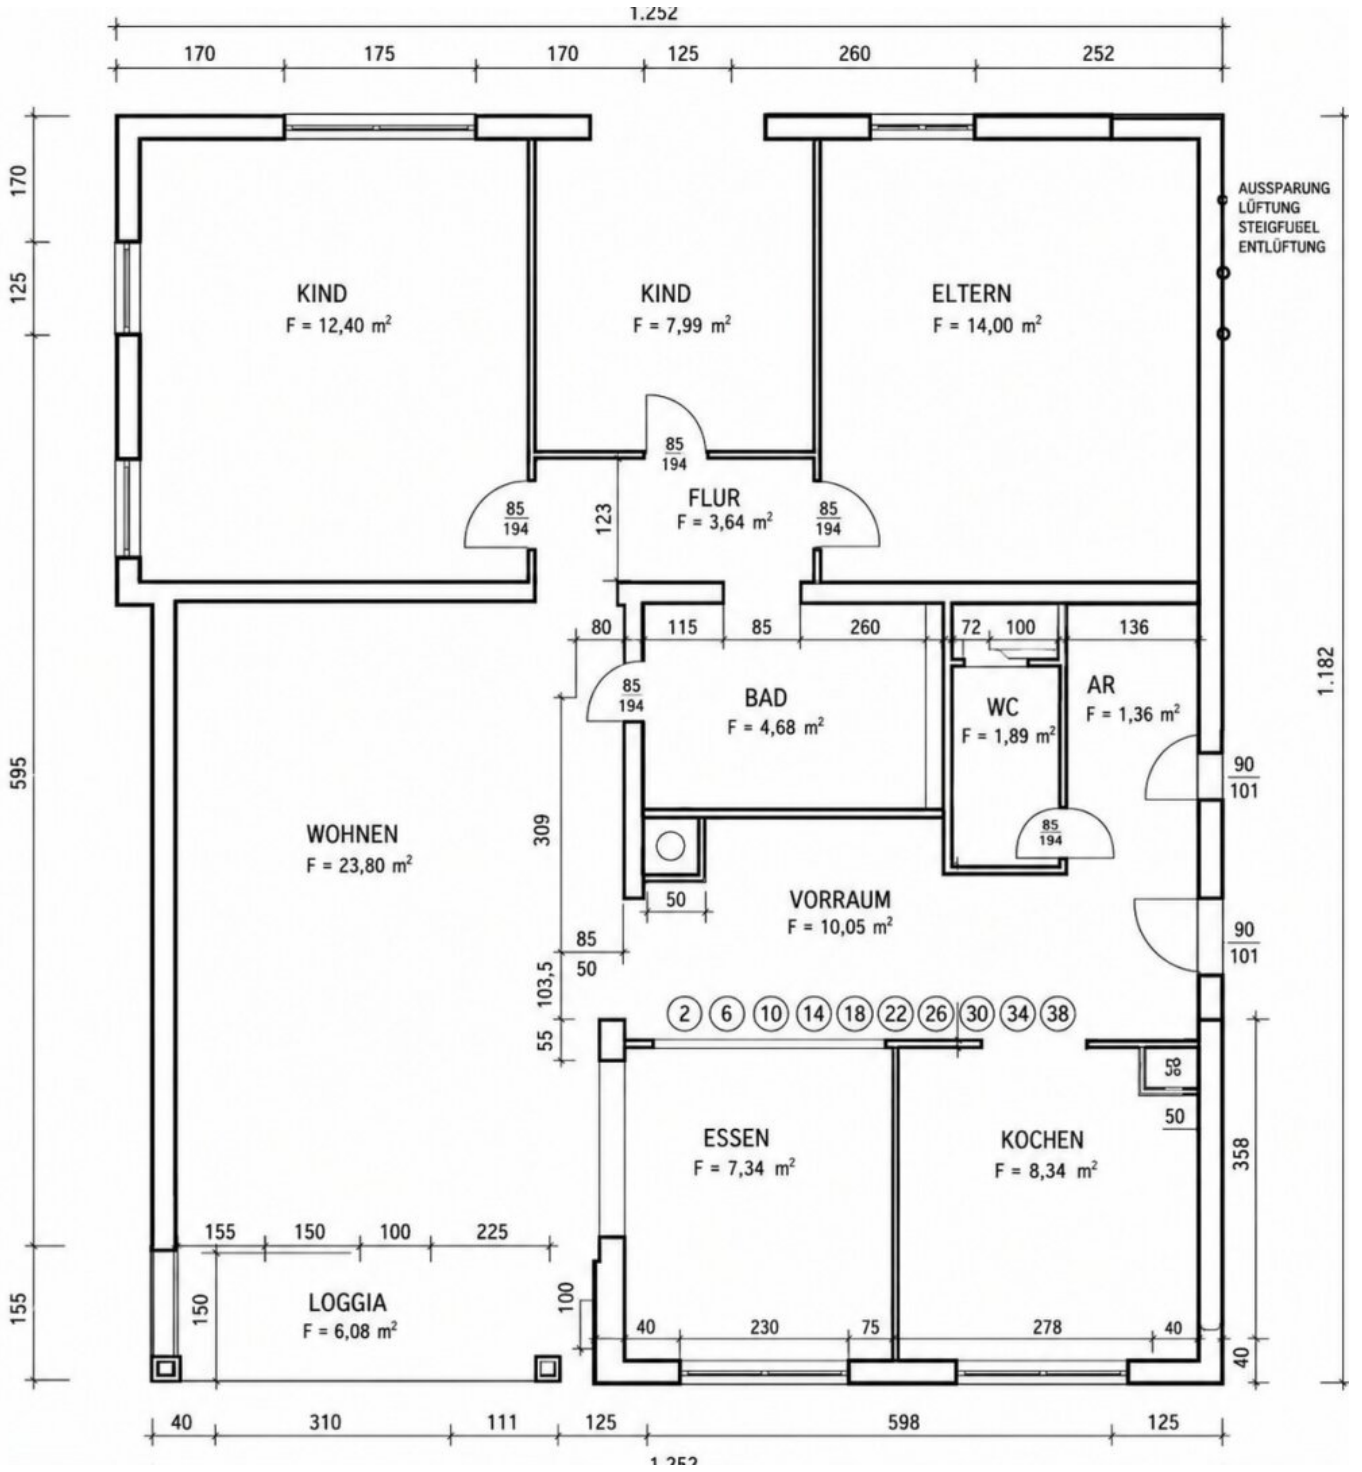 1.252
170 175 170 125 260 252
170
125
595
155
AUSSPARUNG
LÜFTUNG
STEIGFUßEL
ENTLÜFTUNG
1.182
KIND
F = 12,40 m²
KIND
F = 7,99 m²
ELTERN
F = 14,00 m²
85
194
85
194
123
FLUR
F = 3,64 m²
85
194
80 115 85 260 72 100 136
85
194
BAD
F = 4,68 m²
WC
F = 1,89 m²
AR
F = 1,36 m²
90
101
WOHNEN
F = 23,80 m²
309
85
194
50
VORRAUM
F = 10,05 m²
90
101
85
50
103,5
55
2 6 10 14 18 22 26 30 34 38
50
358
ESSEN
F = 7,34 m²
KOCHEN
F = 8,34 m²
155 150 100 225
150
LOGGIA
F = 6,08 m²
100
40 230 75 278 40
40
40 310 111 125 598 125
1.252